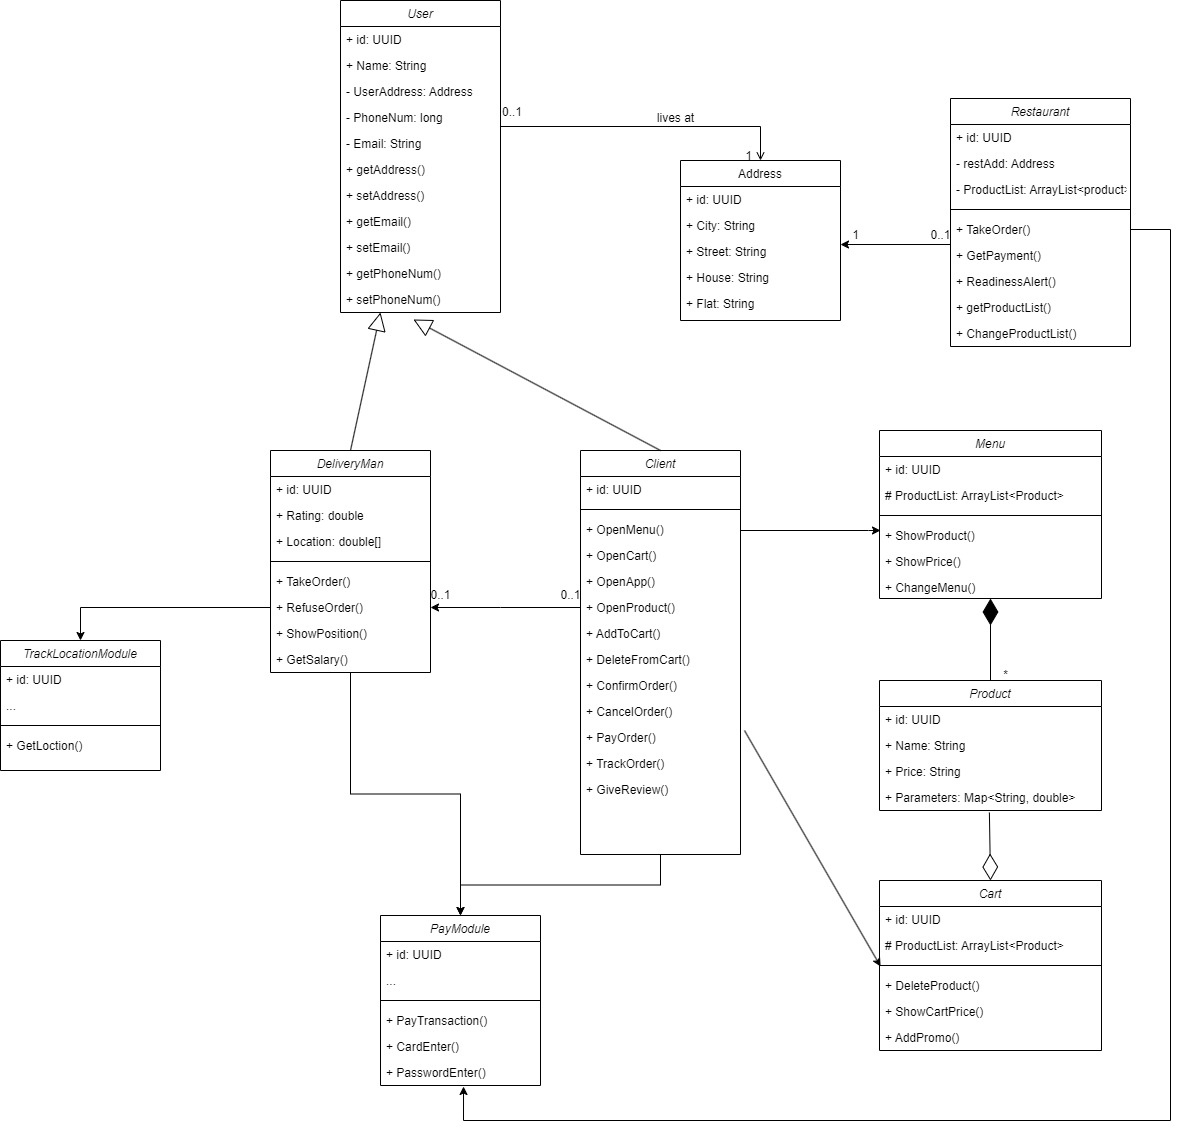 User
+ id: UUID
+ Name: String
- UserAddress: Address
- PhoneNum: long
- Email: String
+ getAddress()
+ setAddress()
+ getEmail()
+ setEmail()
+ getPhoneNum()
+ setPhoneNum()
0..1
lives at
1
Address
+ id: UUID
+ City: String
+ Street: String
+ House: String
+ Flat: String
1
0..1
Restaurant
+ id: UUID
- restAdd: Address
- ProductList: ArrayList<product>
+ TakeOrder()
+ GetPayment()
+ ReadinessAlert()
+ getProductList()
+ ChangeProductList()
DeliveryMan
+ id: UUID
+ Rating: double
+ Location: double[]
+ TakeOrder()
+ RefuseOrder()
+ ShowPosition()
+ GetSalary()
0..1
0..1
Client
+ id: UUID
+ OpenMenu()
+ OpenCart()
+ OpenApp()
+ OpenProduct()
+ AddToCart()
+ DeleteFromCart()
+ ConfirmOrder()
+ CancelOrder()
+ PayOrder()
+ TrackOrder()
+ GiveReview()
Menu
+ id: UUID
# ProductList: ArrayList<Product>
+ ShowProduct()
+ ShowPrice()
+ ChangeMenu()
*
TrackLocationModule
+ id: UUID
...
+ GetLoction()
Product
+ id: UUID
+ Name: String
+ Price: String
+ Parameters: Map<String, double>
Cart
+ id: UUID
# ProductList: ArrayList<Product>
+ DeleteProduct()
+ ShowCartPrice()
+ AddPromo()
PayModule
+ id: UUID
...
+ PayTransaction()
+ CardEnter()
+ PasswordEnter()